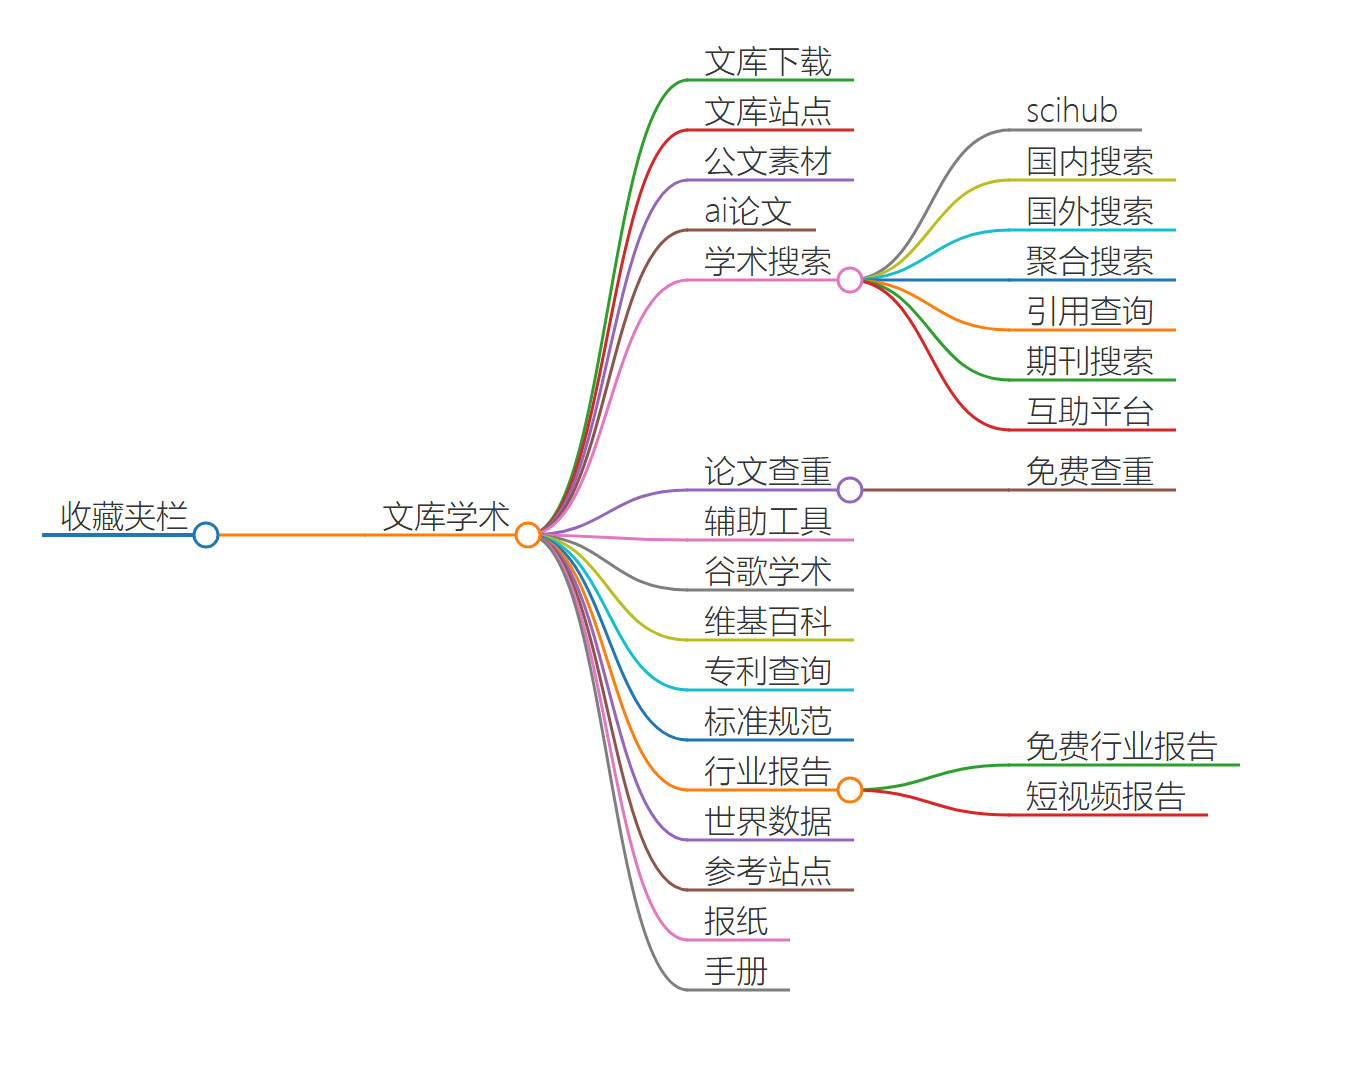 收藏夹栏
文库学术
文库下载
文库站点
公文素材
ai论文
学术搜索
scihub
国内搜索
国外搜索
聚合搜索
引用查询
期刊搜索
互助平台
论文查重
免费查重
辅助工具
谷歌学术
维基百科
专利查询
标准规范
行业报告
免费行业报告
短视频报告
世界数据
参考站点
报纸
手册